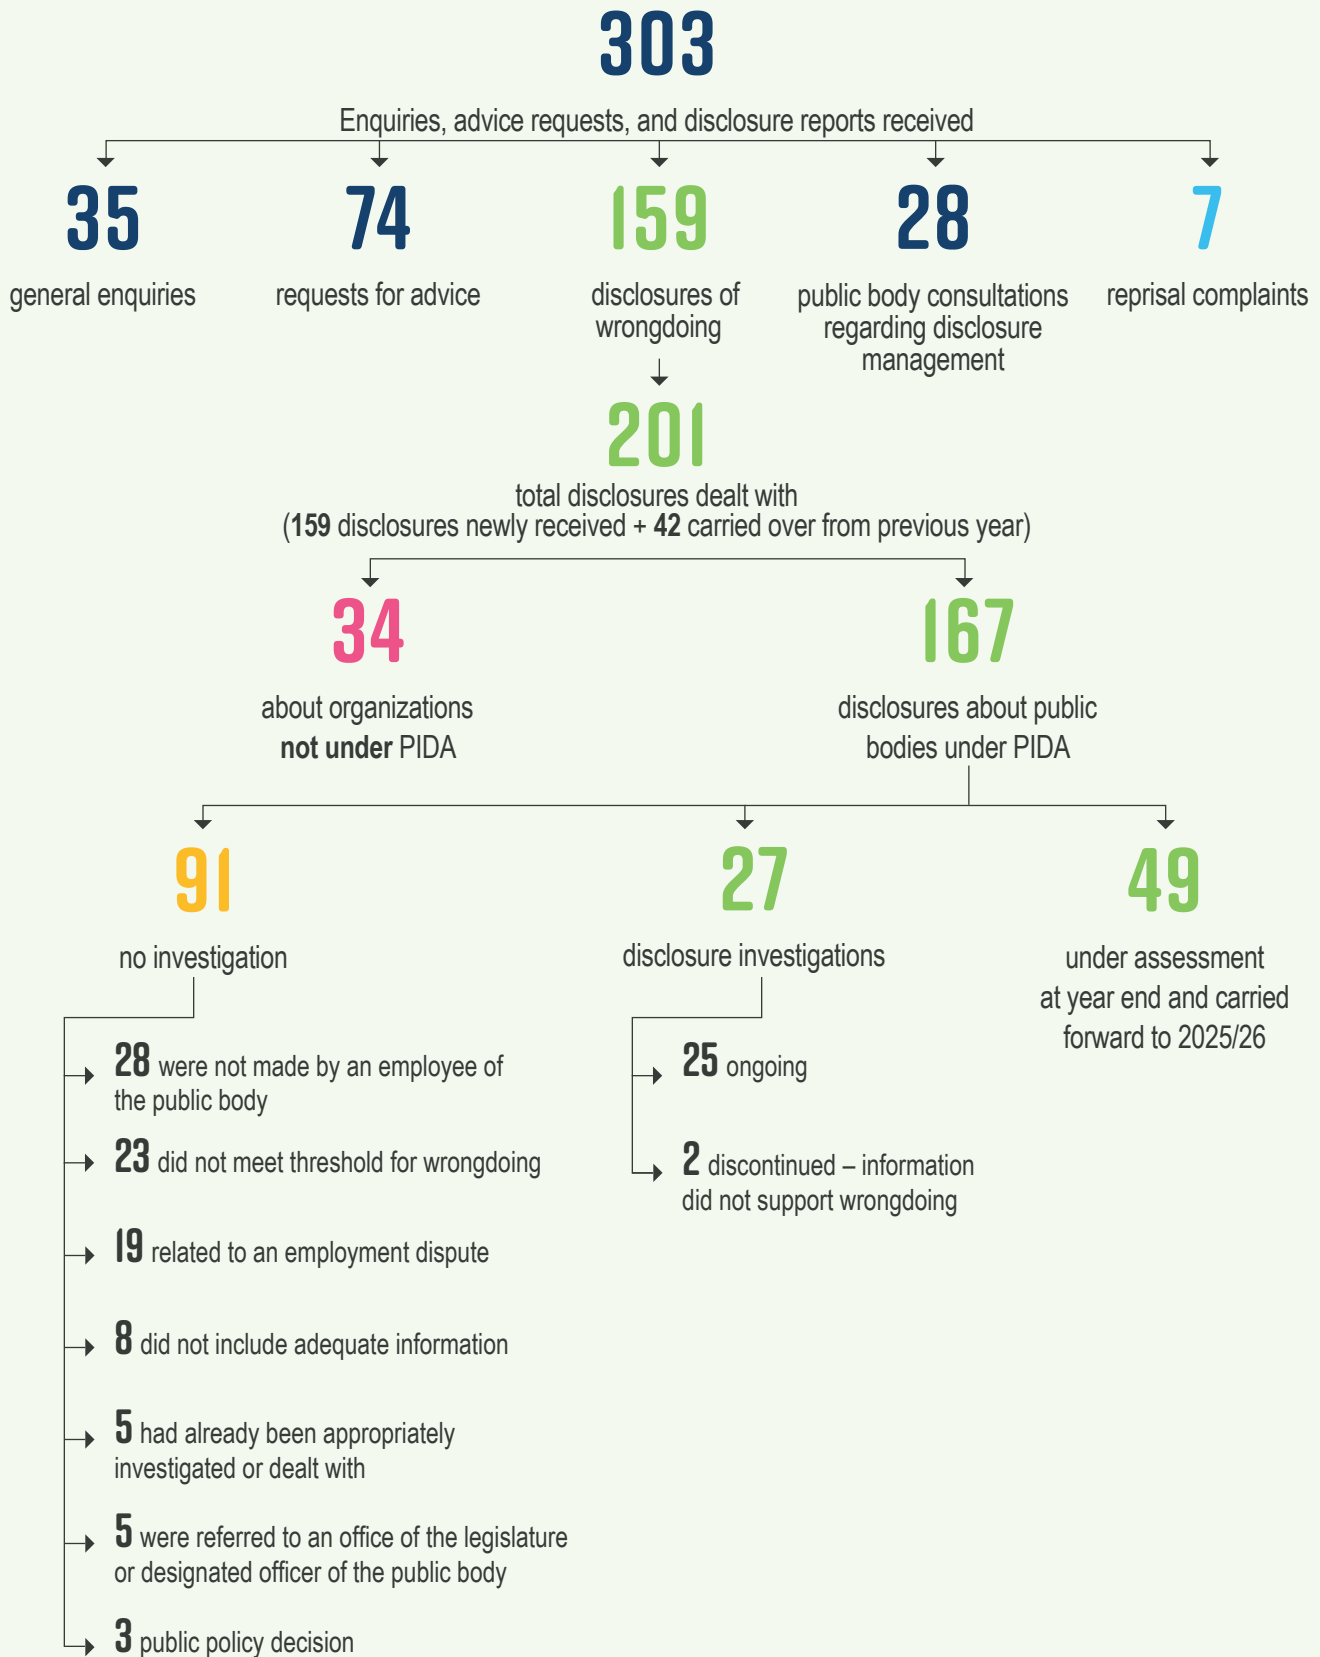 303
Enquiries, advice requests, and disclosure reports received
35
general enquiries
74
requests for advice
159
disclosures of
wrongdoing
28
public body consultations
regarding disclosure
management
7
reprisal complaints
201
total disclosures dealt with
(159 disclosures newly received + 42 carried over from previous year)
34
about organizations
not under PIDA
167
disclosures about public
bodies under PIDA
91
no investigation
28 were not made by an employee of
the public body
23 did not meet threshold for wrongdoing
19 related to an employment dispute
8 did not include adequate information
5 had already been appropriately
investigated or dealt with
5 were referred to an office of the legislature
or designated officer of the public body
3 public policy decision
27
disclosure investigations
25 ongoing
2 discontinued – information
did not support wrongdoing
49
under assessment
at year end and carried
forward to 2025/26